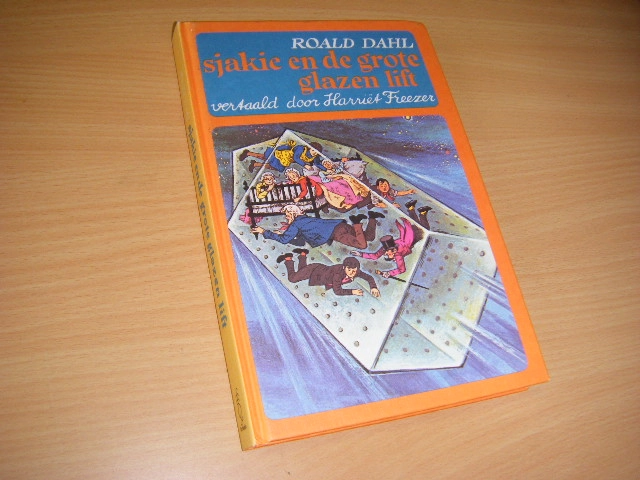 ROALD DAHL
sjakie en de grote
glazen lift
vertaald door Harriët Freezer